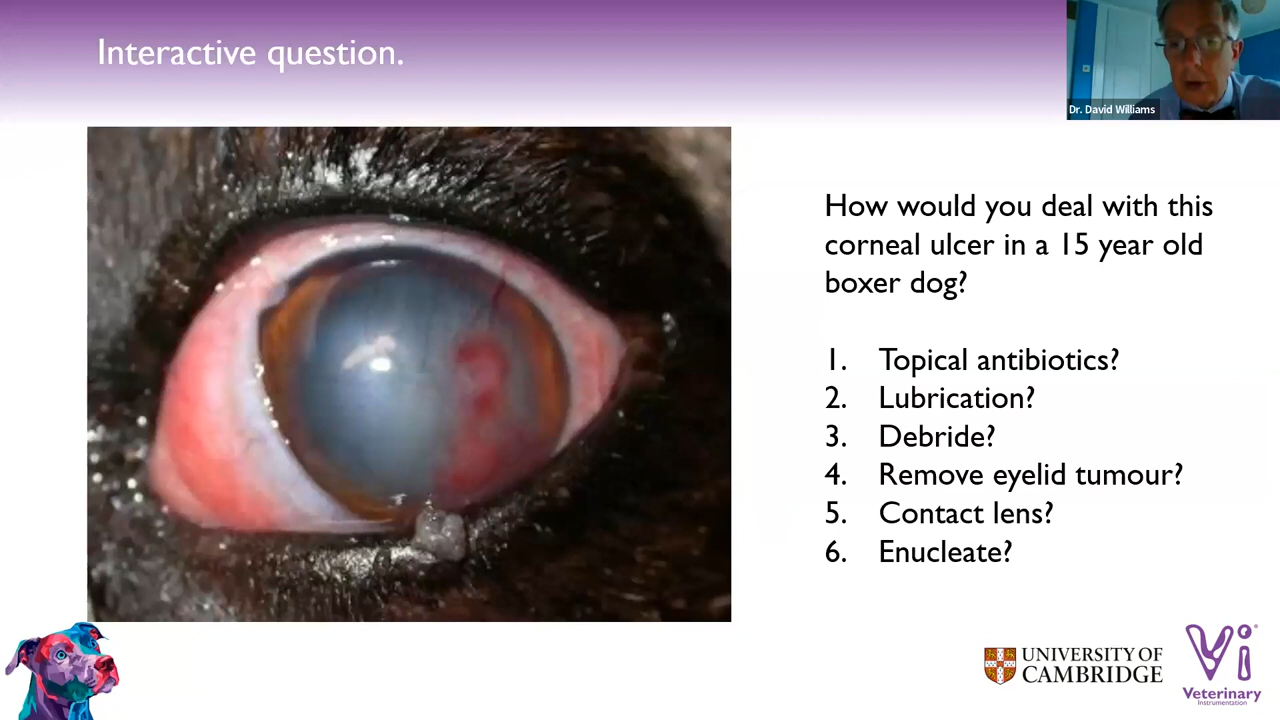 Interactive question.
Dr. David Williams
How would you deal with this
corneal ulcer in a 15 year old
boxer dog?
1. Topical antibiotics?
2. Lubrication?
3. Debride?
4. Remove eyelid tumour?
5. Contact lens?
6. Enucleate?
UNIVERSITY OF
CAMBRIDGE
Vi
Veterinary
Instrumentation